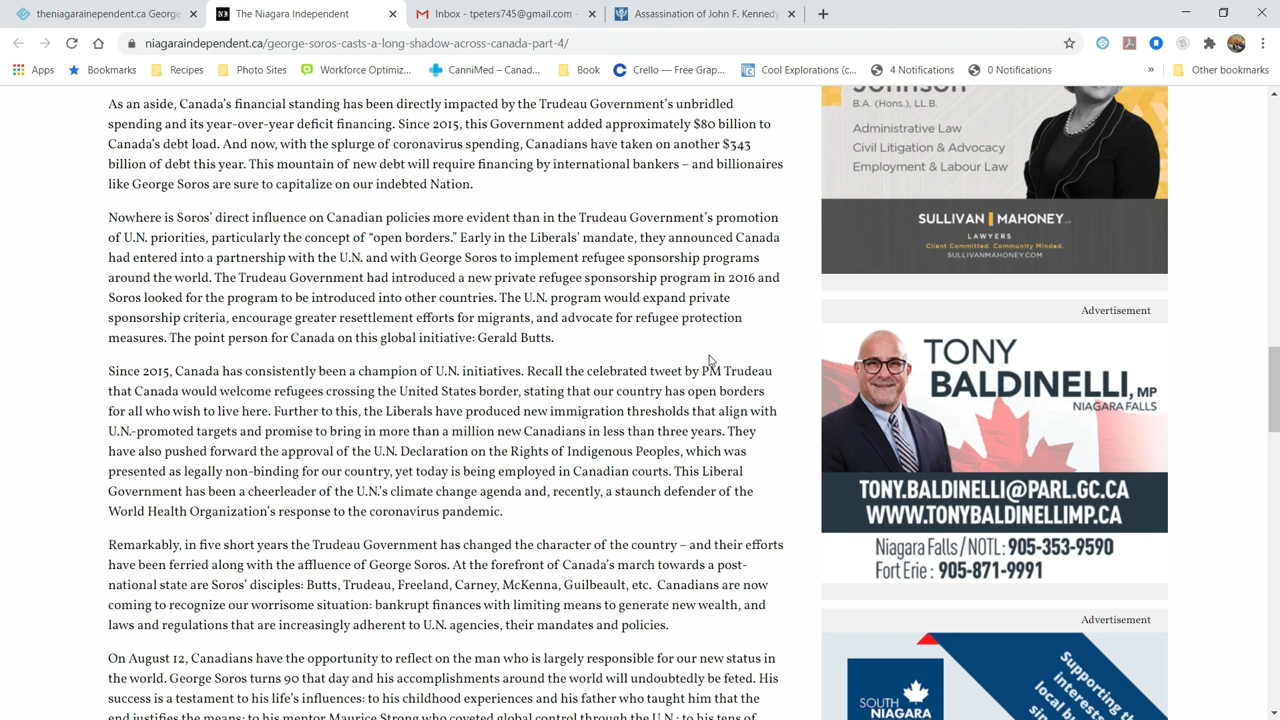 theniagaraindependent.ca George
The Niagara Independent
Inbox - tpeters745@gmail.com -
Assassination of John F. Kennedy
niagaraindependent.ca/george-soros-casts-a-long-shadow-across-canada-part-4/
Apps
Bookmarks
Recipes
Photo Sites
Workforce Optimiz...
CanniMed – Canad...
Book
Crello — Free Grap...
Cool Explorations (c...
4 Notifications
0 Notifications
»
Other bookmarks
As an aside, Canada's financial standing has been directly impacted by the Trudeau Government's unbridled
spending and its year-over-year deficit financing. Since 2015, this Government added approximately $80 billion to
Canada's debt load. And now, with the splurge of coronavirus spending, Canadians have taken on another $343
billion of debt this year. This mountain of new debt will require financing by international bankers – and billionaires
like George Soros are sure to capitalize on our indebted Nation.
Nowhere is Soros' direct influence on Canadian policies more evident than in the Trudeau Government's promotion
of U.N. priorities, particularly the concept of "open borders." Early in the Liberals' mandate, they announced Canada
had entered into a partnership with the U.N. and with George Soros to implement refugee sponsorship programs
around the world. The Trudeau Government had introduced a new private refugee sponsorship program in 2016 and
Soros looked for the program to be introduced into other countries. The U.N. program would expand private
sponsorship criteria, encourage greater resettlement efforts for migrants, and advocate for refugee protection
measures. The point person for Canada on this global initiative: Gerald Butts.
Since 2015, Canada has consistently been a champion of U.N. initiatives. Recall the celebrated tweet by PM Trudeau
that Canada would welcome refugees crossing the United States border, stating that our country has open borders
for all who wish to live here. Further to this, the Liberals have produced new immigration thresholds that align with
U.N.-promoted targets and promise to bring in more than a million new Canadians in less than three years. They
have also pushed forward the approval of the U.N. Declaration on the Rights of Indigenous Peoples, which was
presented as legally non-binding for our country, yet today is being employed in Canadian courts. This Liberal
Government has been a cheerleader of the U.N.'s climate change agenda and, recently, a staunch defender of the
World Health Organization's response to the coronavirus pandemic.
Remarkably, in five short years the Trudeau Government has changed the character of the country – and their efforts
have been ferried along with the affluence of George Soros. At the forefront of Canada's march towards a post-
national state are Soros' disciples: Butts, Trudeau, Freeland, Carney, McKenna, Guilbeault, etc. Canadians are now
coming to recognize our worrisome situation: bankrupt finances with limiting means to generate new wealth, and
laws and regulations that are increasingly adherent to U.N. agencies, their mandates and policies.
On August 12, Canadians have the opportunity to reflect on the man who is largely responsible for our new status in
the world. George Soros turns 90 that day and his accomplishments around the world will undoubtedly be feted. His
success is a testament to his life's influences: to his childhood experiences and his father who taught him that the
end justifies the means; to his mentor Maurice Strong who coveted global control through the U.N.; to his tens of
Johnson
B.A. (Hons.), LL.B.
Administrative Law
Civil Litigation & Advocacy
Employment & Labour Law
SULLIVAN MAHONEY LLP
LAWYERS
Client Committed. Community Minded.
SULLIVANMAHONEY.COM
Advertisement
TONY
BALDINELLI, MP
NIAGARA FALLS
TONY.BALDINELLI@PARL.GC.CA
WWW.TONYBALDINELLIMP.CA
Niagara Falls / NOTL: 905-353-9590
Fort Erie : 905-871-9991
Advertisement
SOUTH
NIAGARA
Supporting
interests
local